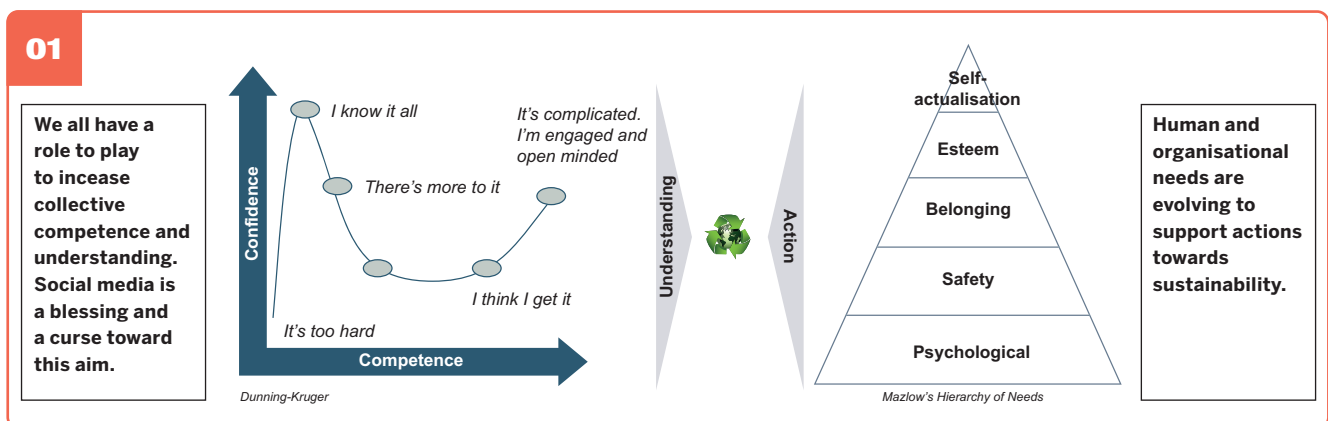 01
We all have a
role to play
to incease
collective
competence and
understanding.
Social media is
a blessing and
a curse toward
this aim.
Confidence
I know it all
There's more to it
It's complicated.
I'm engaged and
open minded
I think I get it
It's too hard
Competence
Dunning-Kruger
Understanding
Action
Self-
actualisation
Esteem
Belonging
Safety
Psychological
Mazlow's Hierarchy of Needs
Human and
organisational
needs are
evolving to
support actions
towards
sustainability.